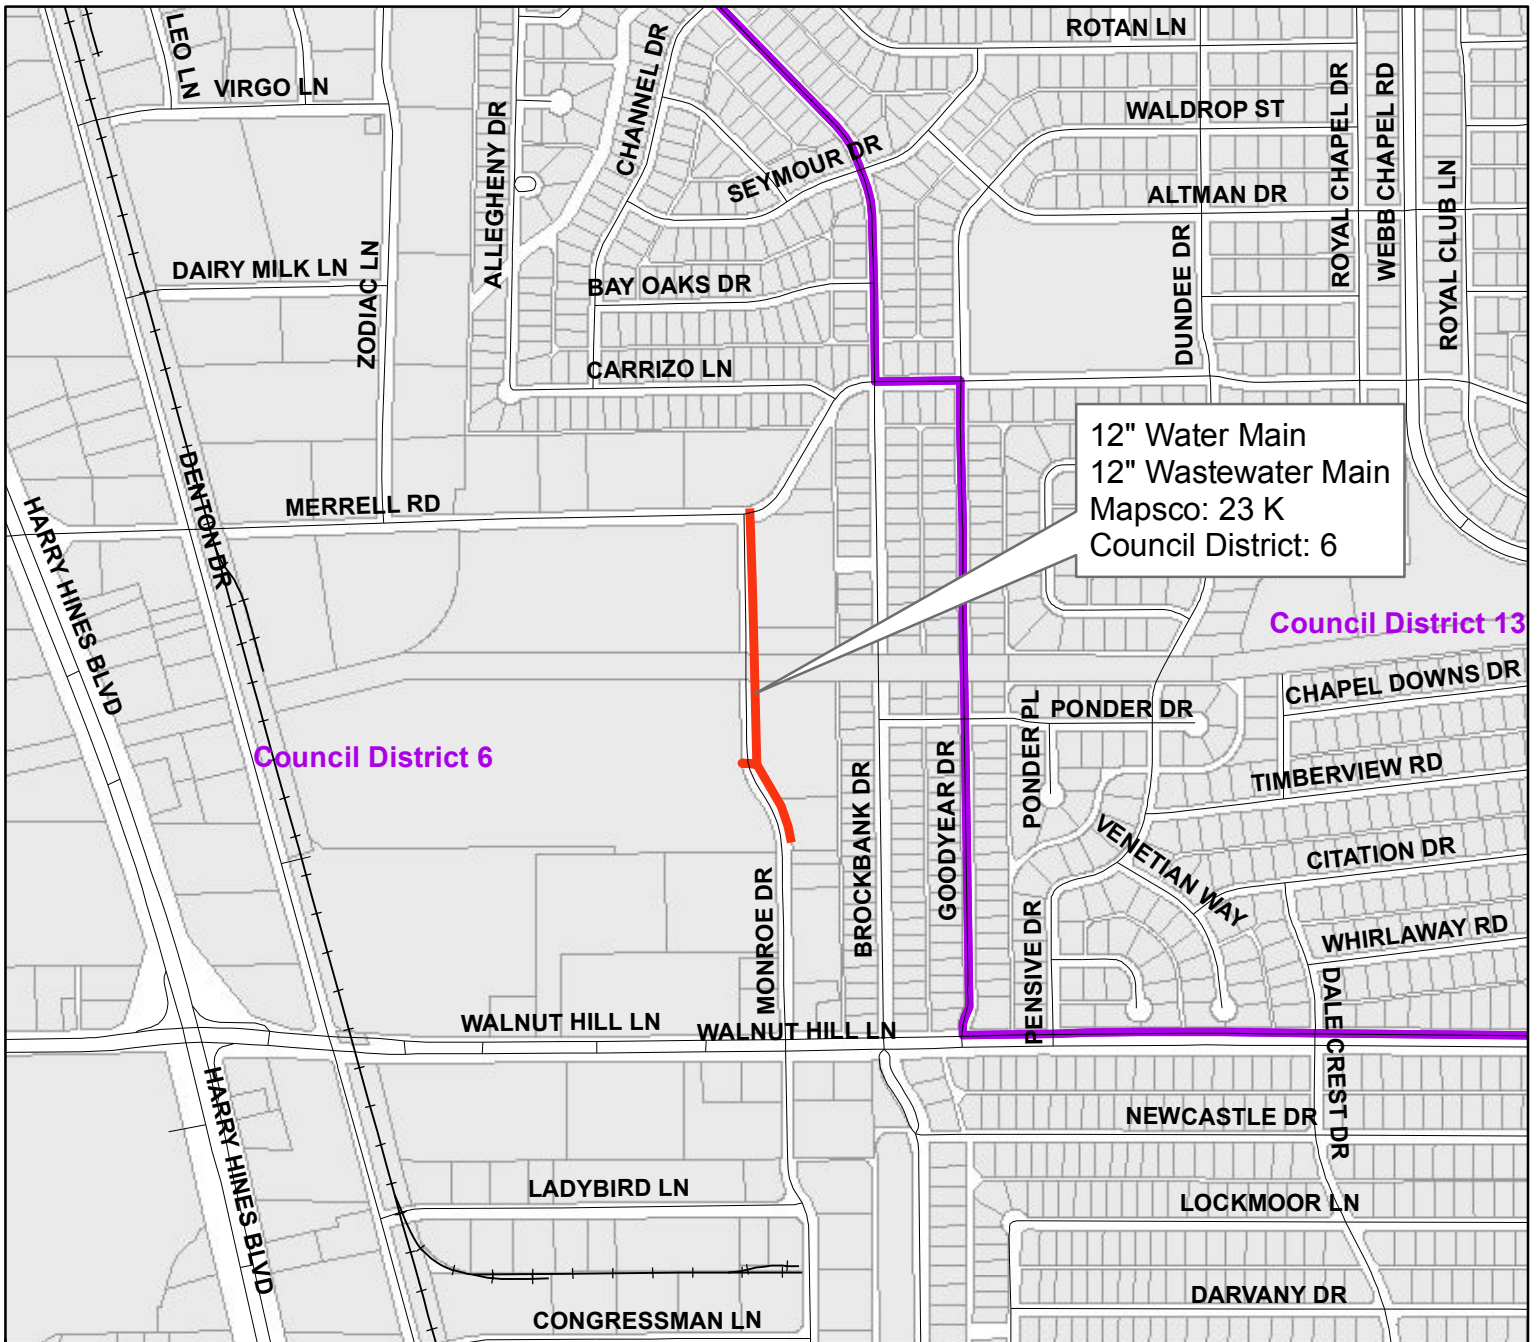 ROTAN LN
LEO LN
VIRGO LN
CHANNEL DR
ALLEGHENY DR
WALDROP ST
ROYAL CHAPEL DR
WEBB CHAPEL RD
SEYMOUR DR
ALTMAN DR
ROYAL CLUB LN
DAIRY MILK LN
ZODIAC LN
BAY OAKS DR
DUNDEE DR
CARRIZO LN
12" Water Main
12" Wastewater Main
Mapsco: 23 K
Council District: 6
DENTON DR
MERRELL RD
HARRY HINES BLVD
Council District 13
CHAPEL DOWNS DR
PONDER PL
PONDER DR
Council District 6
TIMBERVIEW RD
BROCKBANK DR
GOODYEAR DR
VENETIAN WAY
CITATION DR
MONROE DR
PENSIVE DR
WHIRLAWAY RD
WALNUT HILL LN
WALNUT HILL LN
DALE CREST DR
HARRY HINES BLVD
NEWCASTLE DR
LADYBIRD LN
LOCKMOOR LN
DARVANY DR
CONGRESSMAN LN